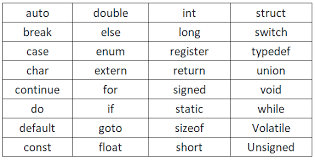 auto double int struct
break else long switch
case enum register typedef
char extern return union
continue for signed void
do if static while
default goto sizeof Volatile
const float short Unsigned